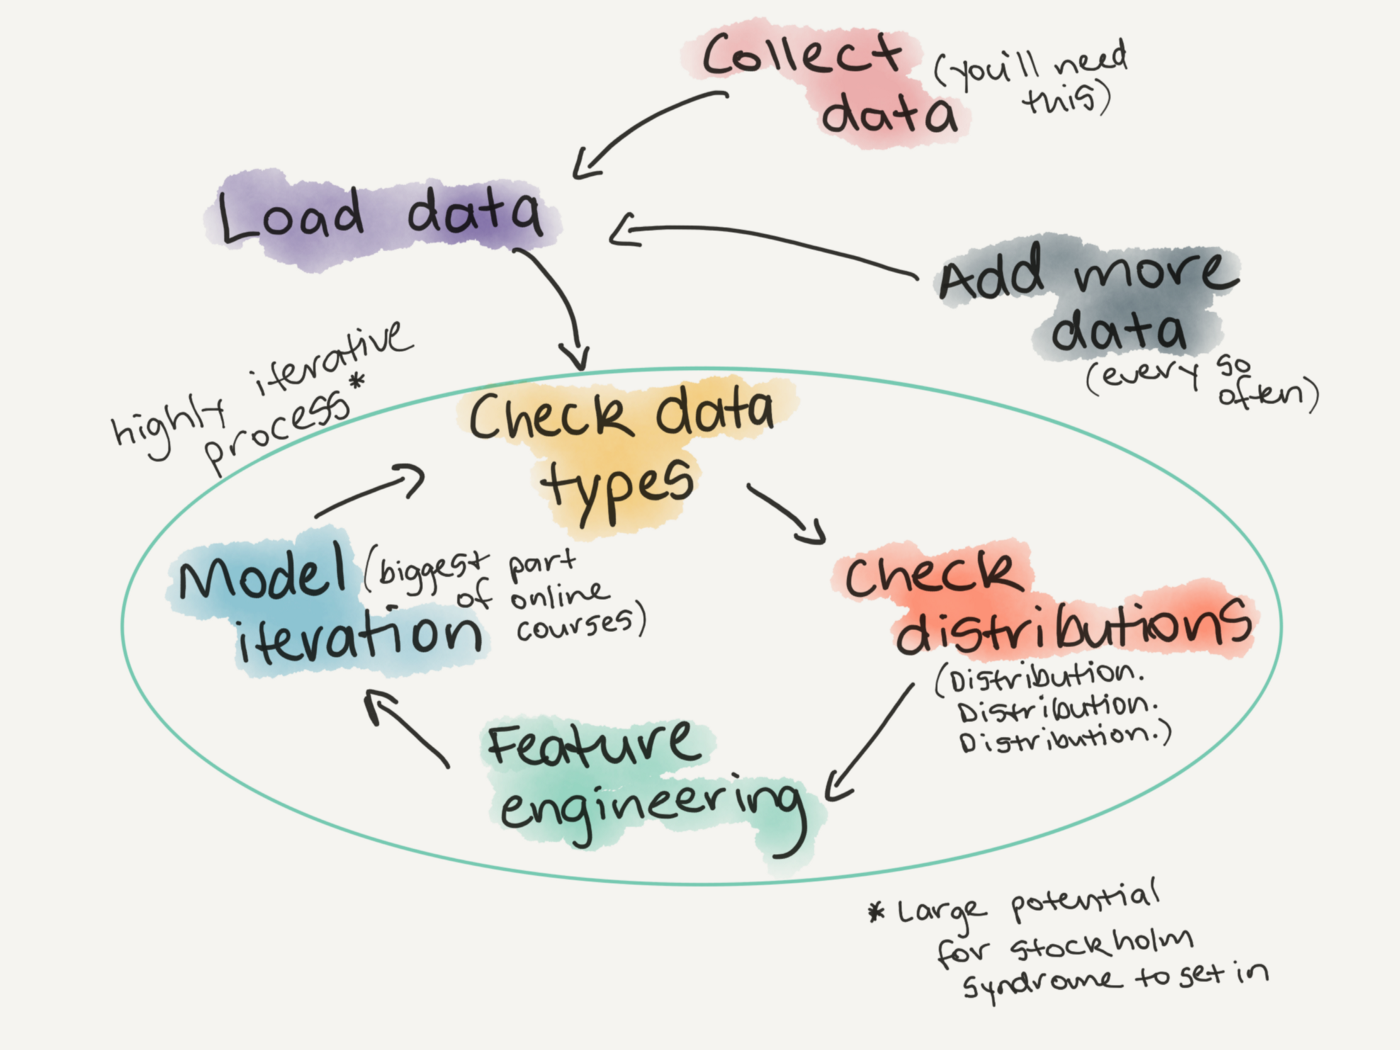 Collect
data
(you'll need
this)
Load data
Add more
data
(every so
often)
highly iterative
process*
Check data
types
Model
iteration
(biggest part
of online
courses)
Check
distributions
(Distribution.
Distribution.
Distribution.)
Feature
engineering
* Large potential
for stockholm
syndrome to set in